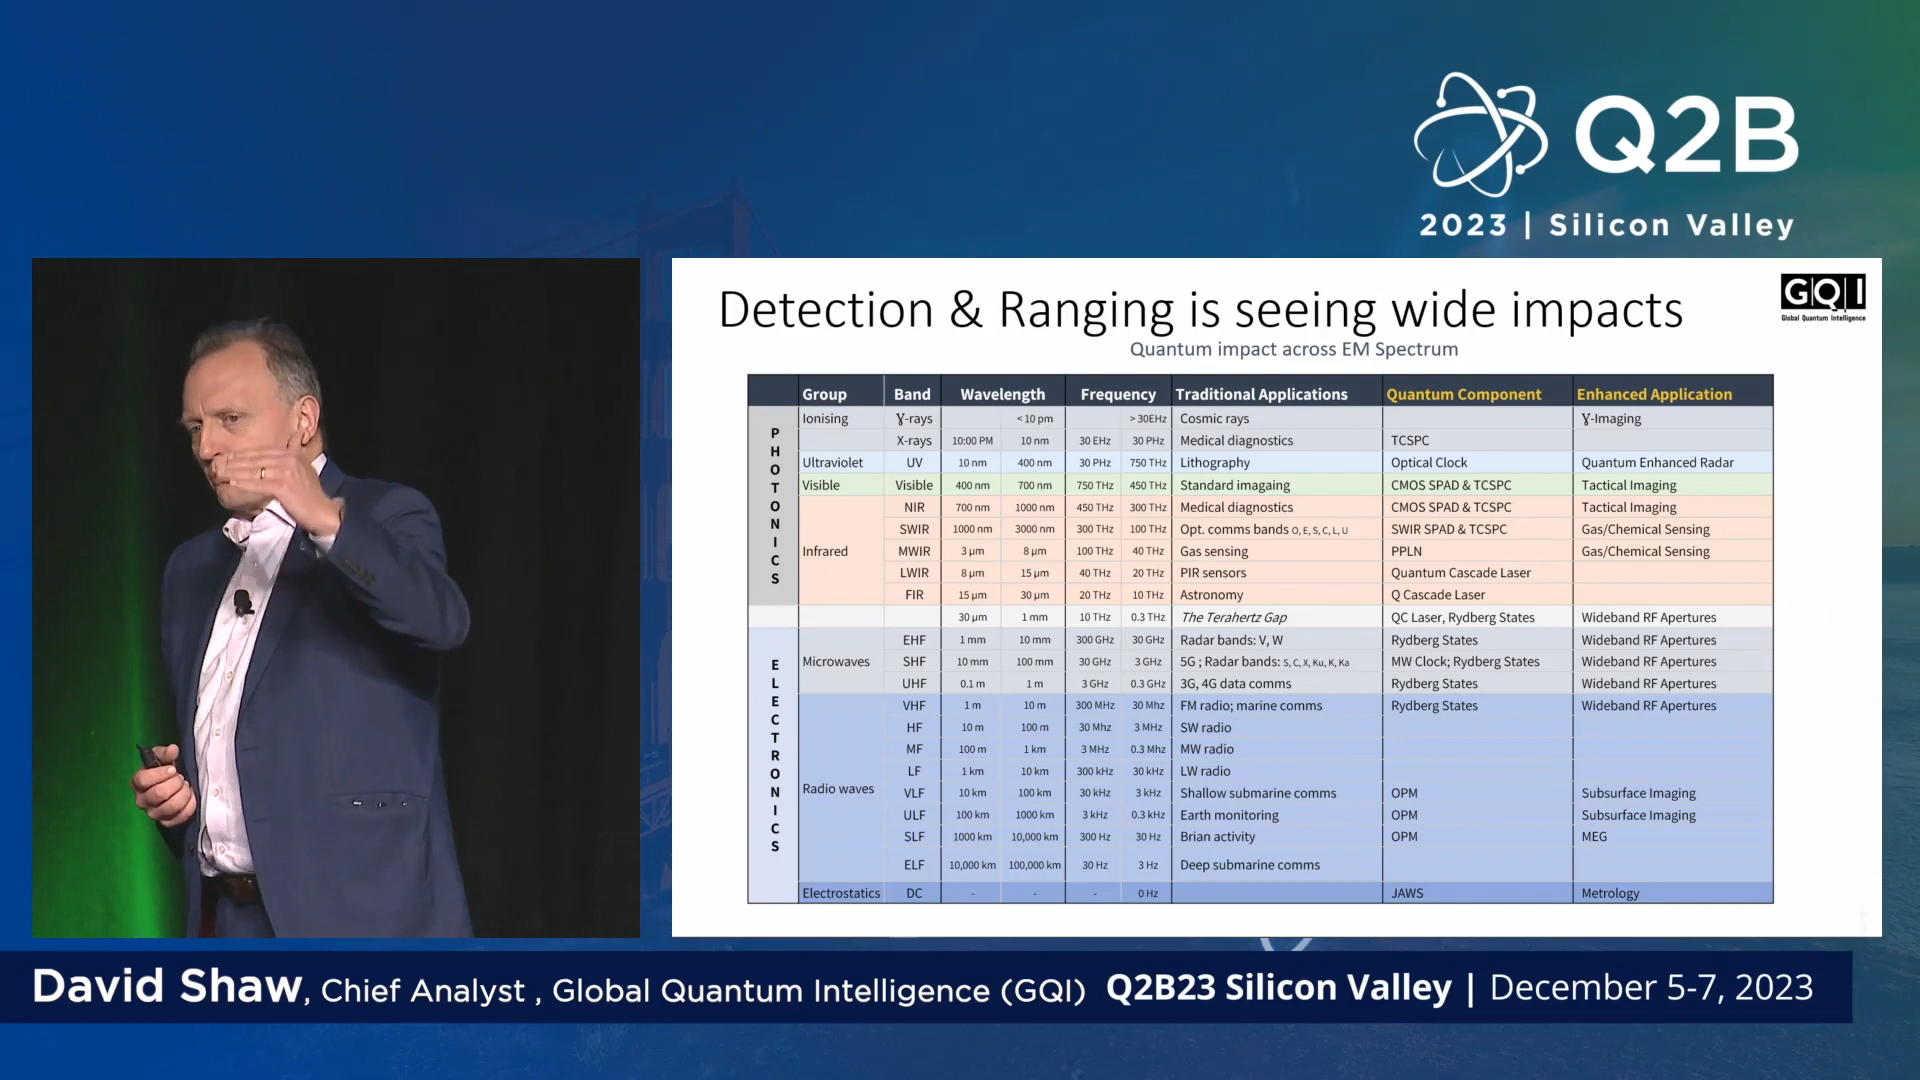 Q2B
2023 | Silicon Valley
Detection & Ranging is seeing wide impacts
GQI
Global Quantum Intelligence
Quantum impact across EM Spectrum
Group Band Wavelength Frequency Traditional Applications Quantum Component Enhanced Application
PHOTONICS
Ionising Ɣ-rays < 10 pm > 30EHz Cosmic rays Ɣ-Imaging
X-rays 10:00 PM 10 nm 30 EHz 30 PHz Medical diagnostics TCSPC
Ultraviolet UV 10 nm 400 nm 30 PHz 750 THz Lithography Optical Clock Quantum Enhanced Radar
Visible Visible 400 nm 700 nm 750 THz 450 THz Standard imagaing CMOS SPAD & TCSPC Tactical Imaging
NIR 700 nm 1000 nm 450 THz 300 THz Medical diagnostics CMOS SPAD & TCSPC Tactical Imaging
SWIR 1000 nm 3000 nm 300 THz 100 THz Opt. comms bands O, E, S, C, L, U SWIR SPAD & TCSPC Gas/Chemical Sensing
Infrared MWIR 3 µm 8 µm 100 THz 40 THz Gas sensing PPLN Gas/Chemical Sensing
LWIR 8 µm 15 µm 40 THz 20 THz PIR sensors Quantum Cascade Laser
FIR 15 µm 30 µm 20 THz 10 THz Astronomy Q Cascade Laser
30 µm 1 mm 10 THz 0.3 THz The Terahertz Gap QC Laser, Rydberg States Wideband RF Apertures
ELECTRONICS
EHF 1 mm 10 mm 300 GHz 30 GHz Radar bands: V, W Rydberg States Wideband RF Apertures
Microwaves SHF 10 mm 100 mm 30 GHz 3 GHz 5G ; Radar bands: S, C, X, Ku, K, Ka MW Clock; Rydberg States Wideband RF Apertures
UHF 0.1 m 1 m 3 GHz 0.3 GHz 3G, 4G data comms Rydberg States Wideband RF Apertures
VHF 1 m 10 m 300 MHz 30 Mhz FM radio; marine comms Rydberg States Wideband RF Apertures
HF 10 m 100 m 30 Mhz 3 MHz SW radio
MF 100 m 1 km 3 MHz 0.3 Mhz MW radio
LF 1 km 10 km 300 kHz 30 kHz LW radio
Radio waves VLF 10 km 100 km 30 kHz 3 kHz Shallow submarine comms OPM Subsurface Imaging
ULF 100 km 1000 km 3 kHz 0.3 kHz Earth monitoring OPM Subsurface Imaging
SLF 1000 km 10,000 km 300 Hz 30 Hz Brian activity OPM MEG
ELF 10,000 km 100,000 km 30 Hz 3 Hz Deep submarine comms
Electrostatics DC - - - 0 Hz JAWS Metrology
David Shaw, Chief Analyst , Global Quantum Intelligence (GQI) Q2B23 Silicon Valley | December 5-7, 2023